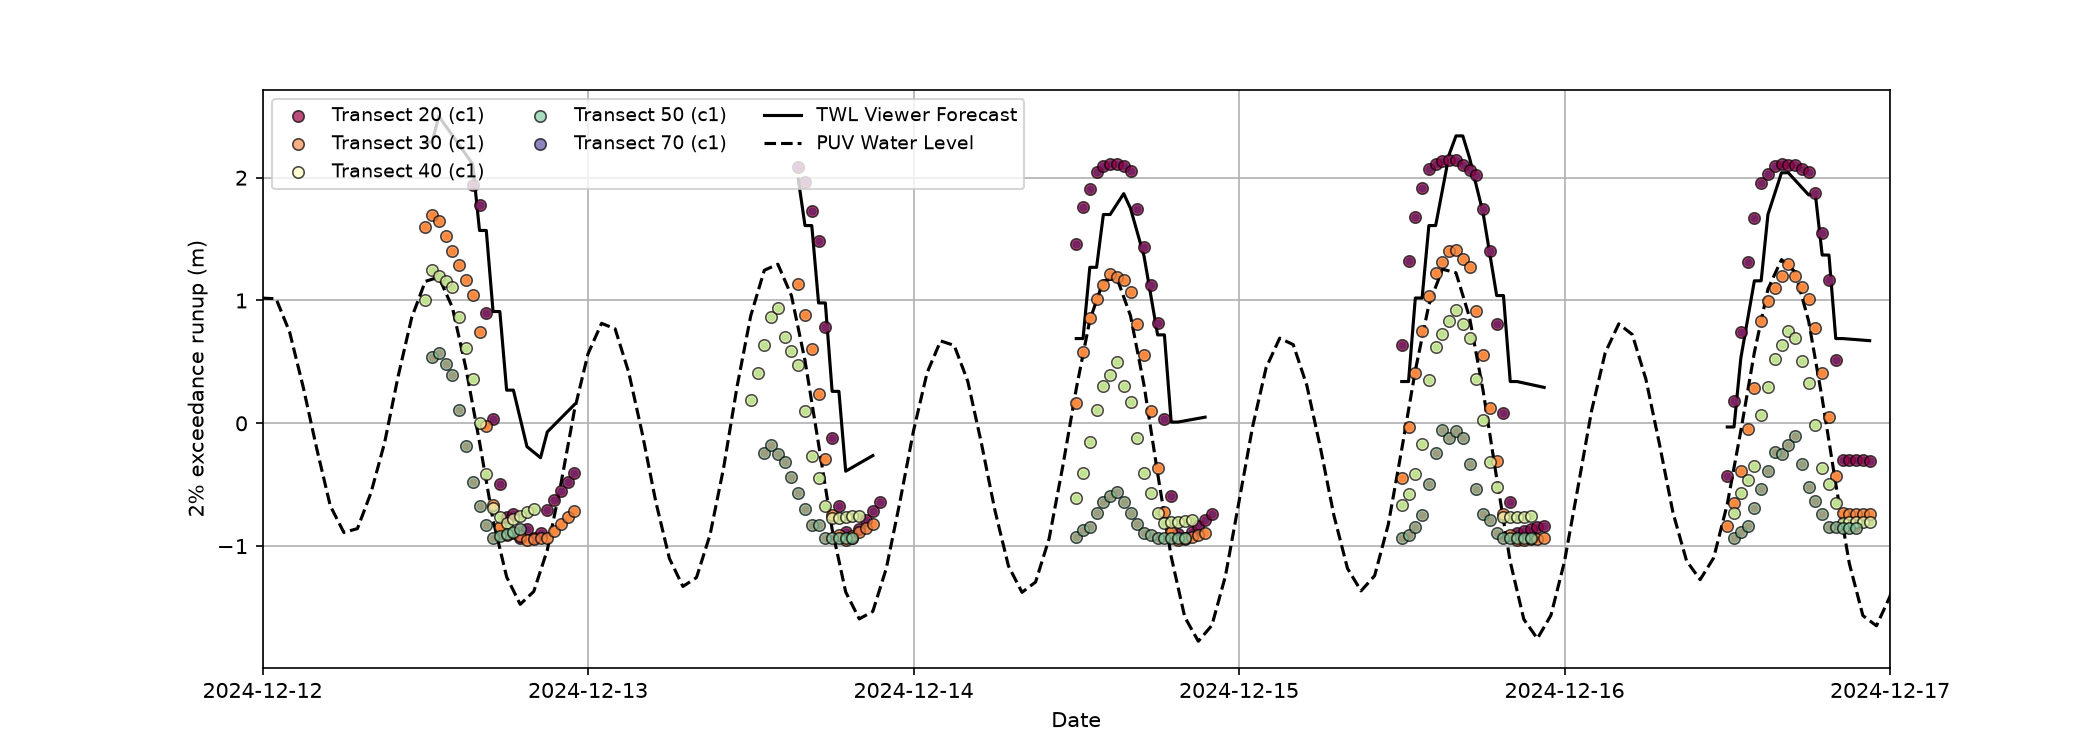 Transect 20 (c1)
Transect 30 (c1)
Transect 40 (c1)
Transect 50 (c1)
Transect 70 (c1)
TWL Viewer Forecast
PUV Water Level
2% exceedance runup (m)
2
1
0
−1
2024-12-12
2024-12-13
2024-12-14
2024-12-15
2024-12-16
2024-12-17
Date